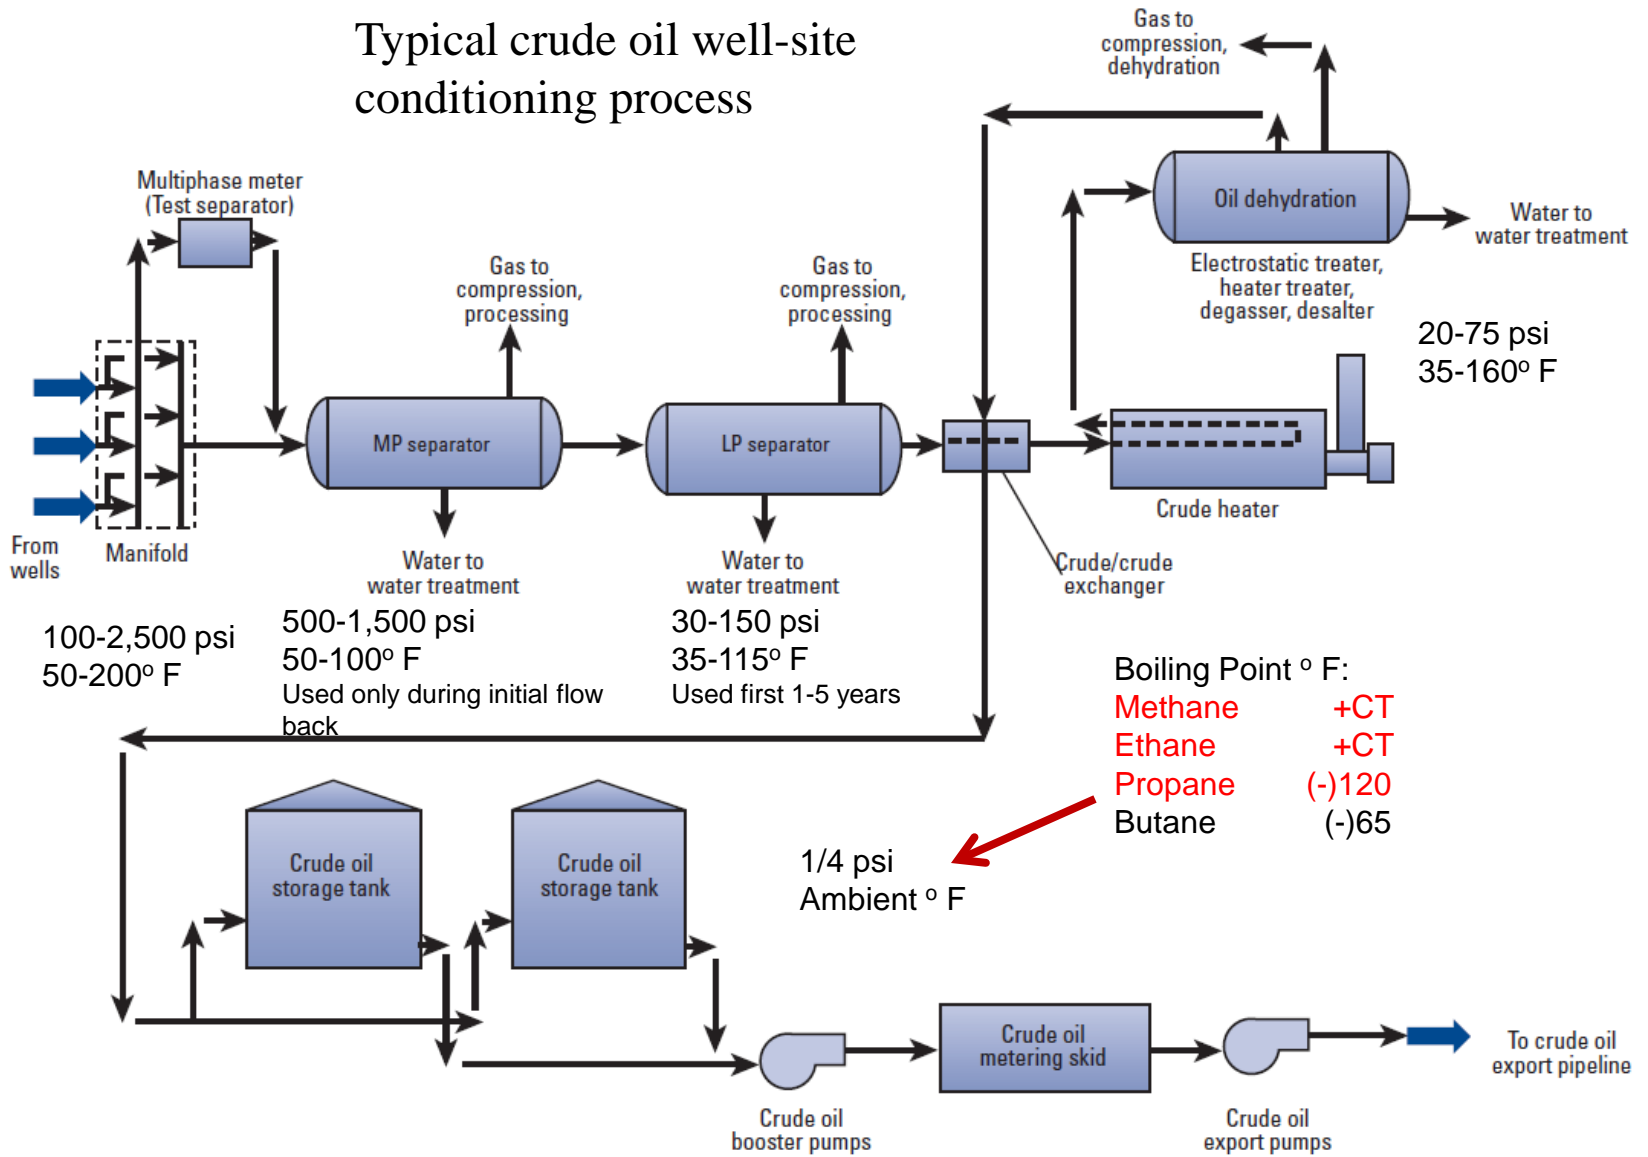 Typical crude oil well-site
conditioning process
Gas to
compression,
dehydration
Multiphase meter
(Test separator)
Oil dehydration
Water to
water treatment
Electrostatic treater,
heater treater,
degasser, desalter
20-75 psi
35-160º F
Gas to
compression,
processing
Gas to
compression,
processing
MP separator
LP separator
Crude heater
From
wells
Manifold
Water to
water treatment
Water to
water treatment
Crude/crude
exchanger
100-2,500 psi
50-200º F
500-1,500 psi
50-100º F
Used only during initial flow
back
30-150 psi
35-115º F
Used first 1-5 years
Boiling Point º F:
Methane +CT
Ethane +CT
Propane (-)120
Butane (-)65
Crude oil
storage tank
Crude oil
storage tank
1/4 psi
Ambient º F
Crude oil
metering skid
To crude oil
export pipeline
Crude oil
booster pumps
Crude oil
export pumps